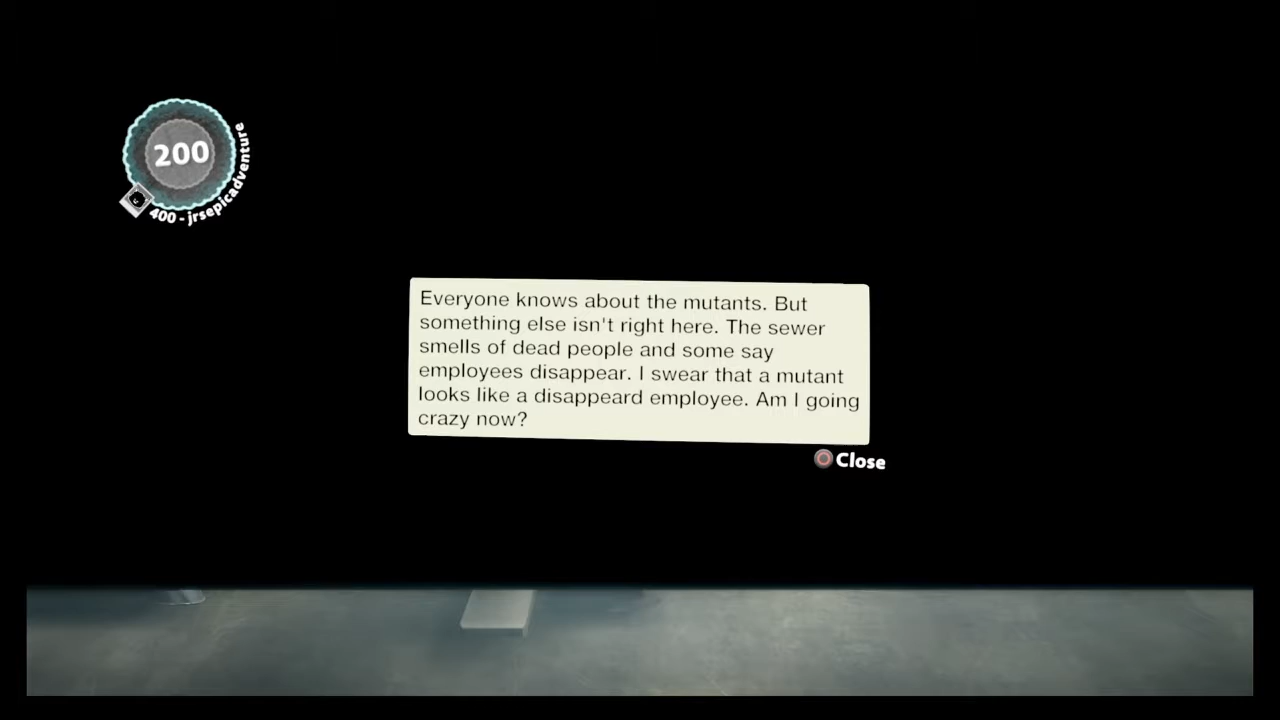 200
400 - jrsepicadventure
Everyone knows about the mutants. But
something else isn't right here. The sewer
smells of dead people and some say
employees disappear. I swear that a mutant
looks like a disappeard employee. Am I going
crazy now?
Close